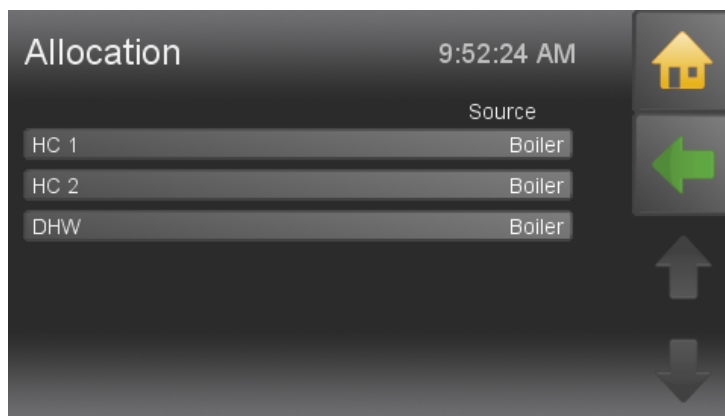 Allocation 9:52:24 AM
Source
HC 1 Boiler
HC 2 Boiler
DHW Boiler